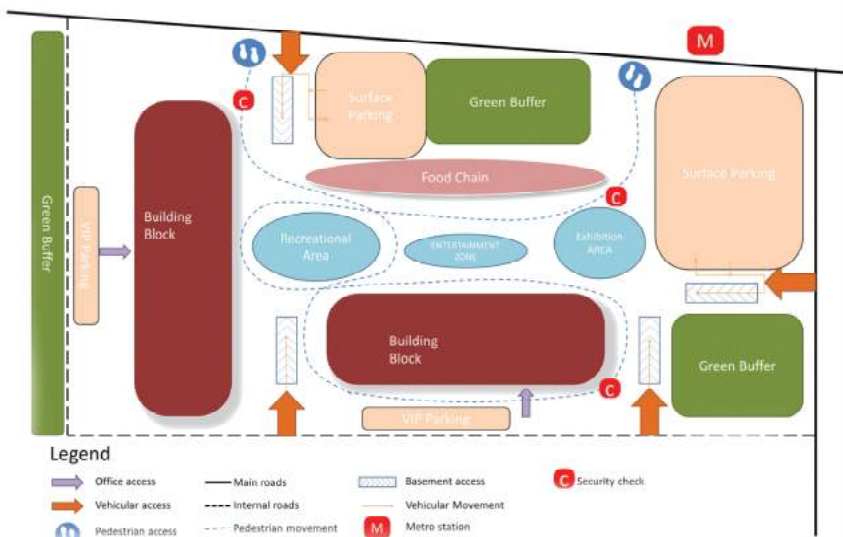 M
Surface
Parking
Green Buffer
C
Surface Parking
Food Chain
C
Green Buffer
VIP Parking
Building
Block
Recreational
Area
ENTERTAINMENT
ZONE
Exhibition
AREA
Building
Block
Green Buffer
C
VIP Parking
Legend
Office access
Main roads
Basement access
C Security check
Vehicular access
Internal roads
Vehicular Movement
Pedestrian access
Pedestrian movement
M Metro station